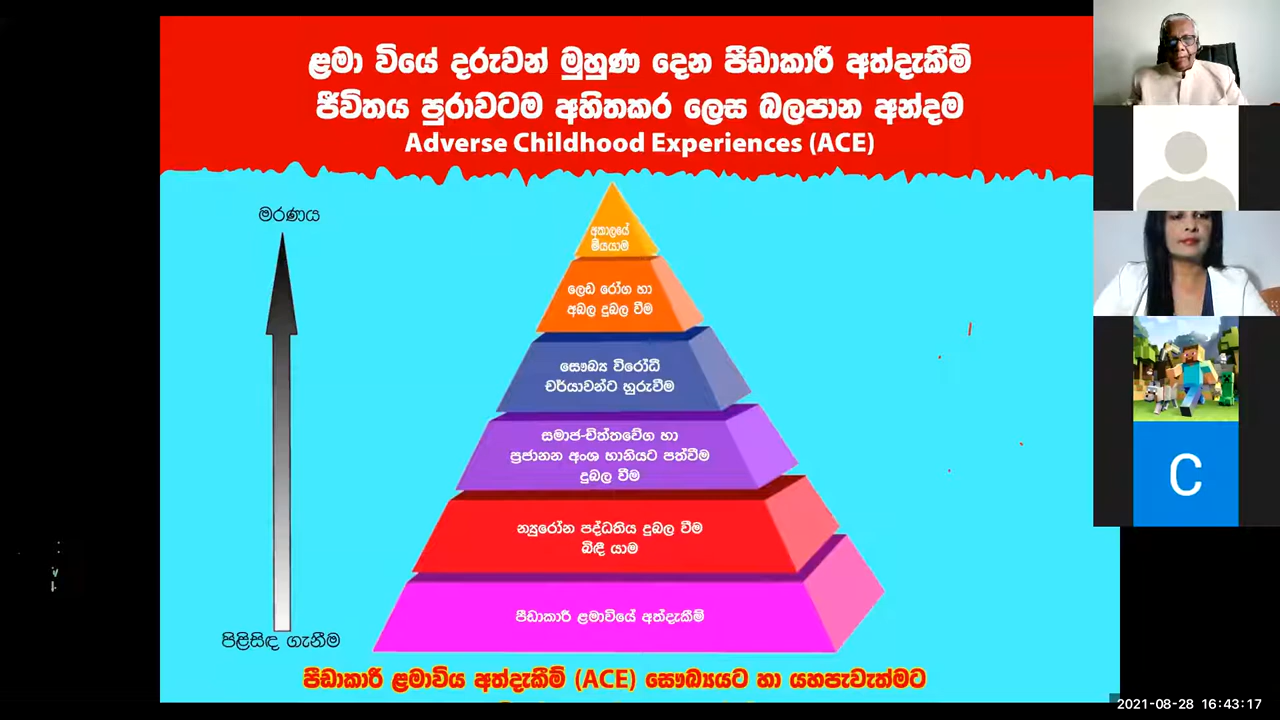 ළමා වියේ දරුවන් මුහුණ දෙන පීඩාකාරී අත්දැකීම්
ජීවිතය පුරාවටම අහිතකර ලෙස බලපාන අන්දම
Adverse Childhood Experiences (ACE)
මරණය
අකාලයේ
මියයාම
ලෙඩ රෝග හා
අබල දුබල වීම
සෞඛ්‍ය විරෝධී
චර්යාවන්ට හුරුවීම
සමාජ-චිත්තවේග හා
ප්‍රජානන අංශ හානියට පත්වීම
දුබල වීම
න්‍යුරෝන පද්ධතිය දුබල වීම
බිඳී යාම
පීඩාකාරී ළමාවියේ අත්දැකීම්
පිළිසිඳ ගැනීම
පීඩාකාරී ළමාවිය අත්දැකීම් (ACE) සෞඛ්‍යයට හා යහපැවැත්මට
C
2021-08-28 16:43:17